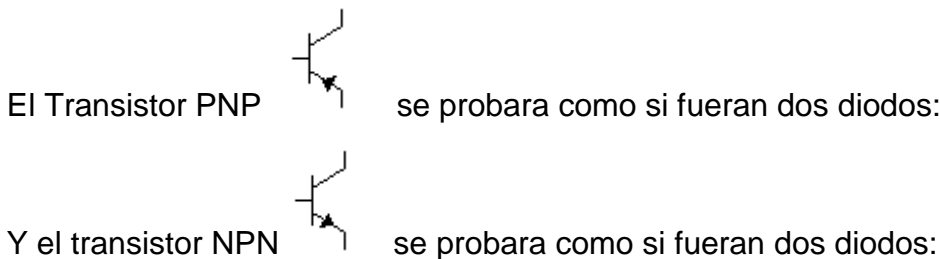 El Transistor PNP se probara como si fueran dos diodos:
Y el transistor NPN se probara como si fueran dos diodos: